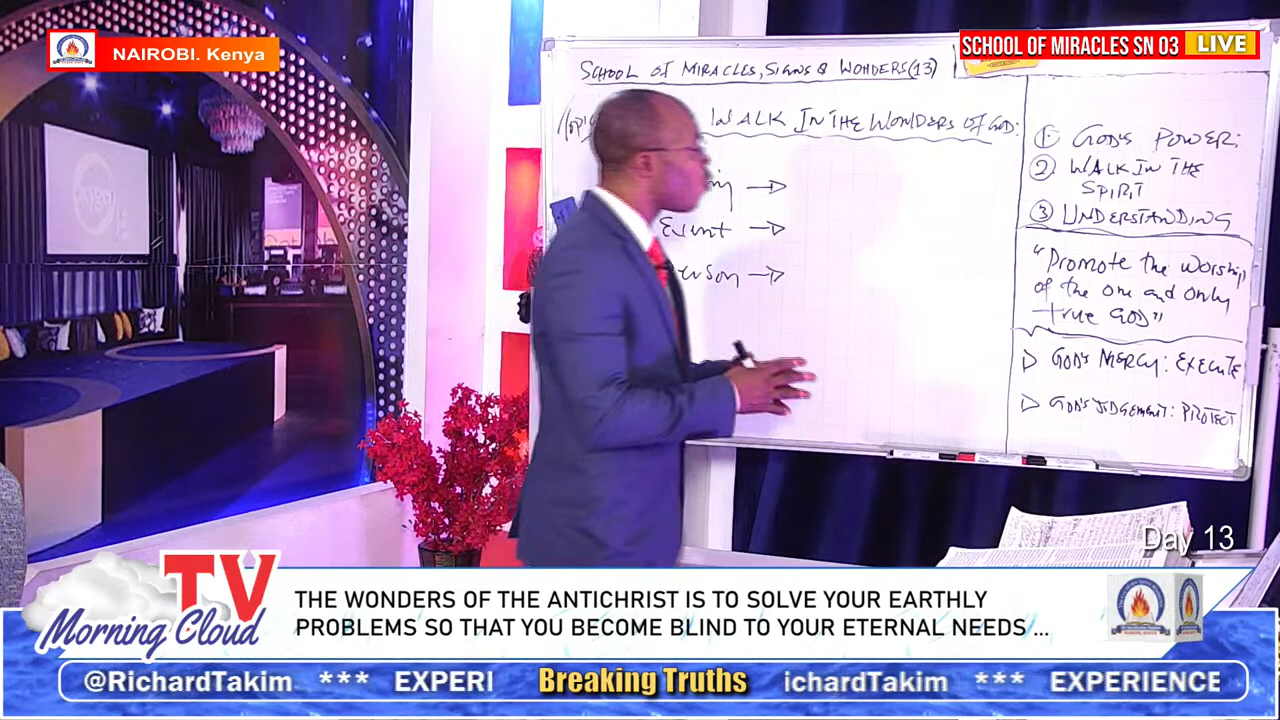 NAIROBI. Kenya
SCHOOL OF MIRACLES SN 03
LIVE
SCHOOL OF MIRACLES, SIGNS & WONDERS (13)
WALK IN THE WONDERS OF GOD:
Event
① GOD'S POWER:
② WALK IN THE
SPIRIT
③ UNDERSTANDING
"Promote the worship
of the one and only
true GOD"
▷ GOD'S MERCY: EXECUTE
▷ GOD'S JUDGEMENT: PROTECT
Day 13
TV
Morning Cloud
THE WONDERS OF THE ANTICHRIST IS TO SOLVE YOUR EARTHLY
PROBLEMS SO THAT YOU BECOME BLIND TO YOUR ETERNAL NEEDS ...
@RichardTakim *** EXPERI
Breaking Truths
ichardTakim *** EXPERIENCE